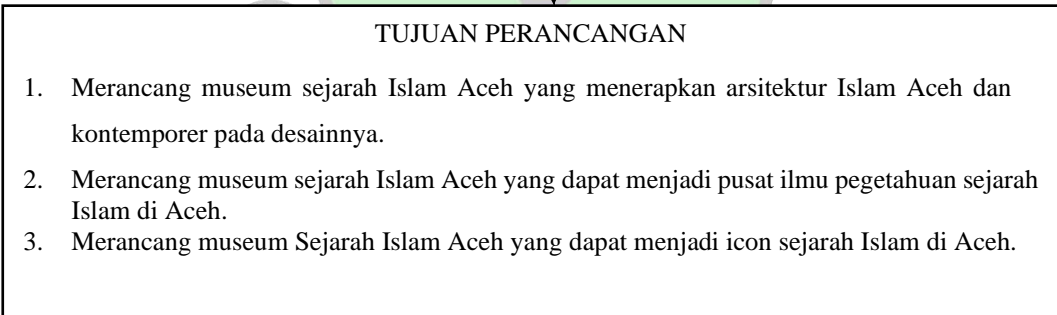 TUJUAN PERANCANGAN
1. Merancang museum sejarah Islam Aceh yang menerapkan arsitektur Islam Aceh dan
kontemporer pada desainnya.
2. Merancang museum sejarah Islam Aceh yang dapat menjadi pusat ilmu pegetahuan sejarah
Islam di Aceh.
3. Merancang museum Sejarah Islam Aceh yang dapat menjadi icon sejarah Islam di Aceh.